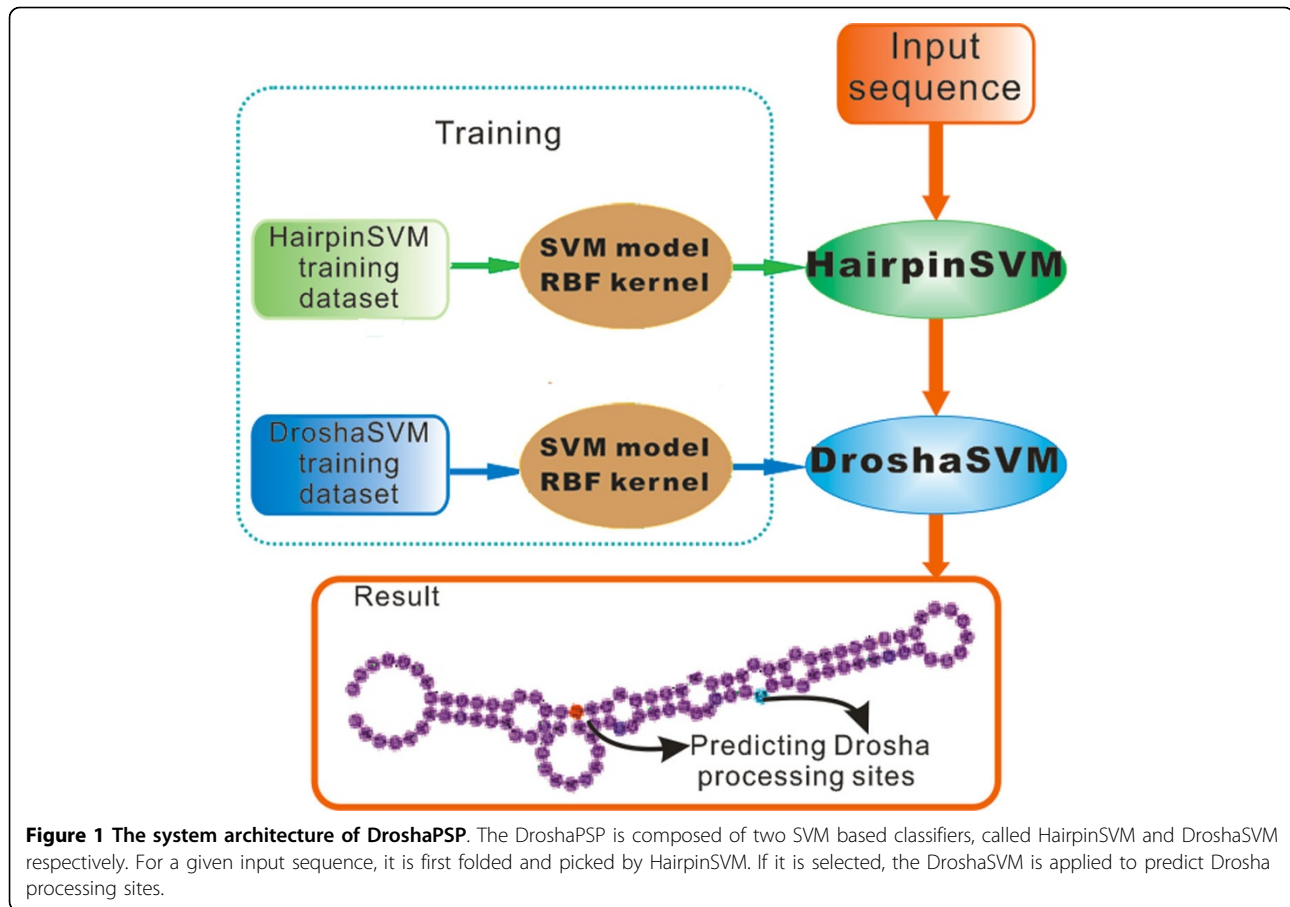 Input
sequence
Training
HairpinSVM
training
dataset
SVM model
RBF kernel
HairpinSVM
DroshaSVM
training
dataset
SVM model
RBF kernel
DroshaSVM
Result
Predicting Drosha
processing sites
Figure 1 The system architecture of DroshaPSP. The DroshaPSP is composed of two SVM based classifiers, called HairpinSVM and DroshaSVM
respectively. For a given input sequence, it is first folded and picked by HairpinSVM. If it is selected, the DroshaSVM is applied to predict Drosha
processing sites.